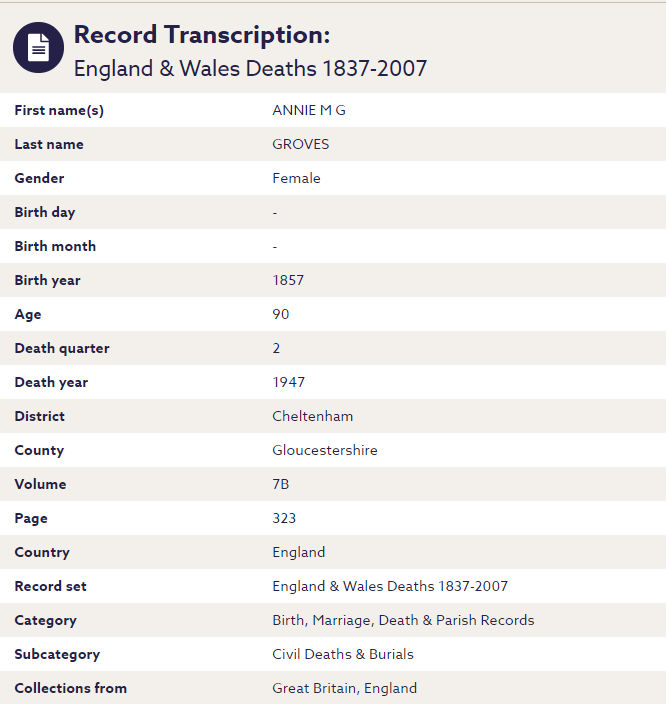 Record Transcription:
England & Wales Deaths 1837-2007
First name(s) ANNIE M G
Last name GROVES
Gender Female
Birth day -
Birth month -
Birth year 1857
Age 90
Death quarter 2
Death year 1947
District Cheltenham
County Gloucestershire
Volume 7B
Page 323
Country England
Record set England & Wales Deaths 1837-2007
Category Birth, Marriage, Death & Parish Records
Subcategory Civil Deaths & Burials
Collections from Great Britain, England